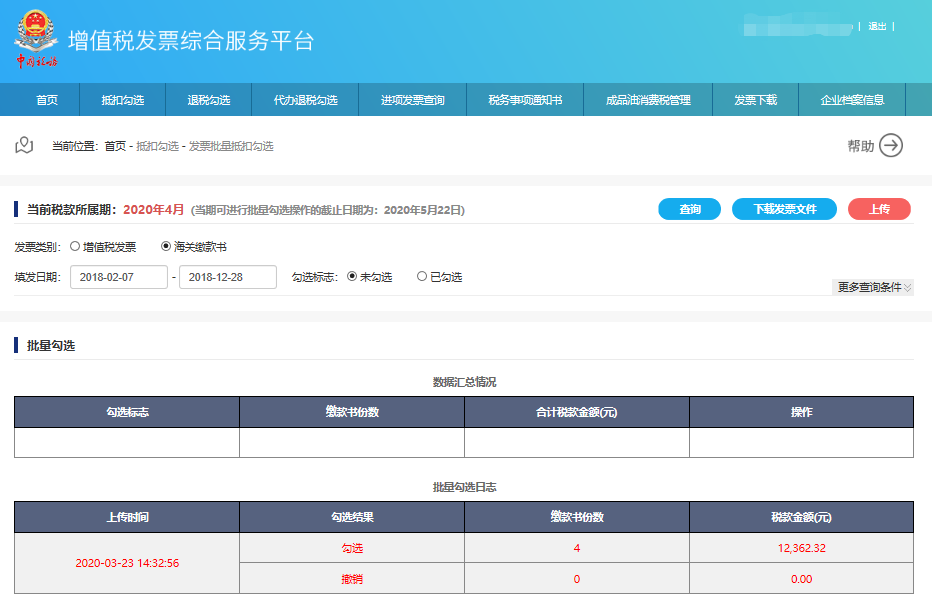 增值税发票综合服务平台
中国税务
| 退出 |
首页 抵扣勾选 退税勾选 代办退税勾选 进项发票查询 税务事项通知书 成品油消费税管理 发票下载 企业档案信息
当前位置：首页 - 抵扣勾选 - 发票批量抵扣勾选
帮助
当前税款所属期：2020年4月 (当期可进行批量勾选操作的截止日期为：2020年5月22日)
查询 下载发票文件 上传
发票类别： 增值税发票 海关缴款书
填发日期： 2018-02-07 - 2018-12-28 勾选标志： 未勾选 已勾选
更多查询条件
批量勾选
数据汇总情况
勾选标志 缴款书份数 合计税款金额(元) 操作
批量勾选日志
上传时间 勾选结果 缴款书份数 税款金额(元)
2020-03-23 14:32:56 勾选 4 12,362.32
撤销 0 0.00